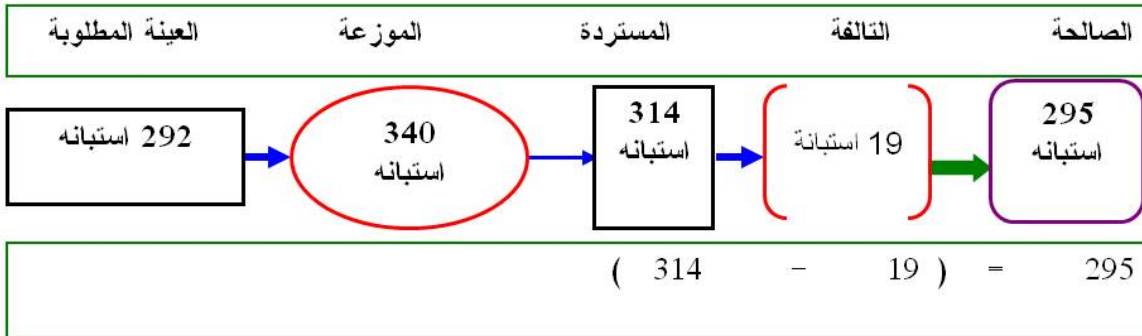 العينة المطلوبة الموزعة المستردة التالفة الصالحة
292 استبانه
340
استبانه
314
استبانه
19 استبانة
295
استبانه
( 314 – 19 ) = 295